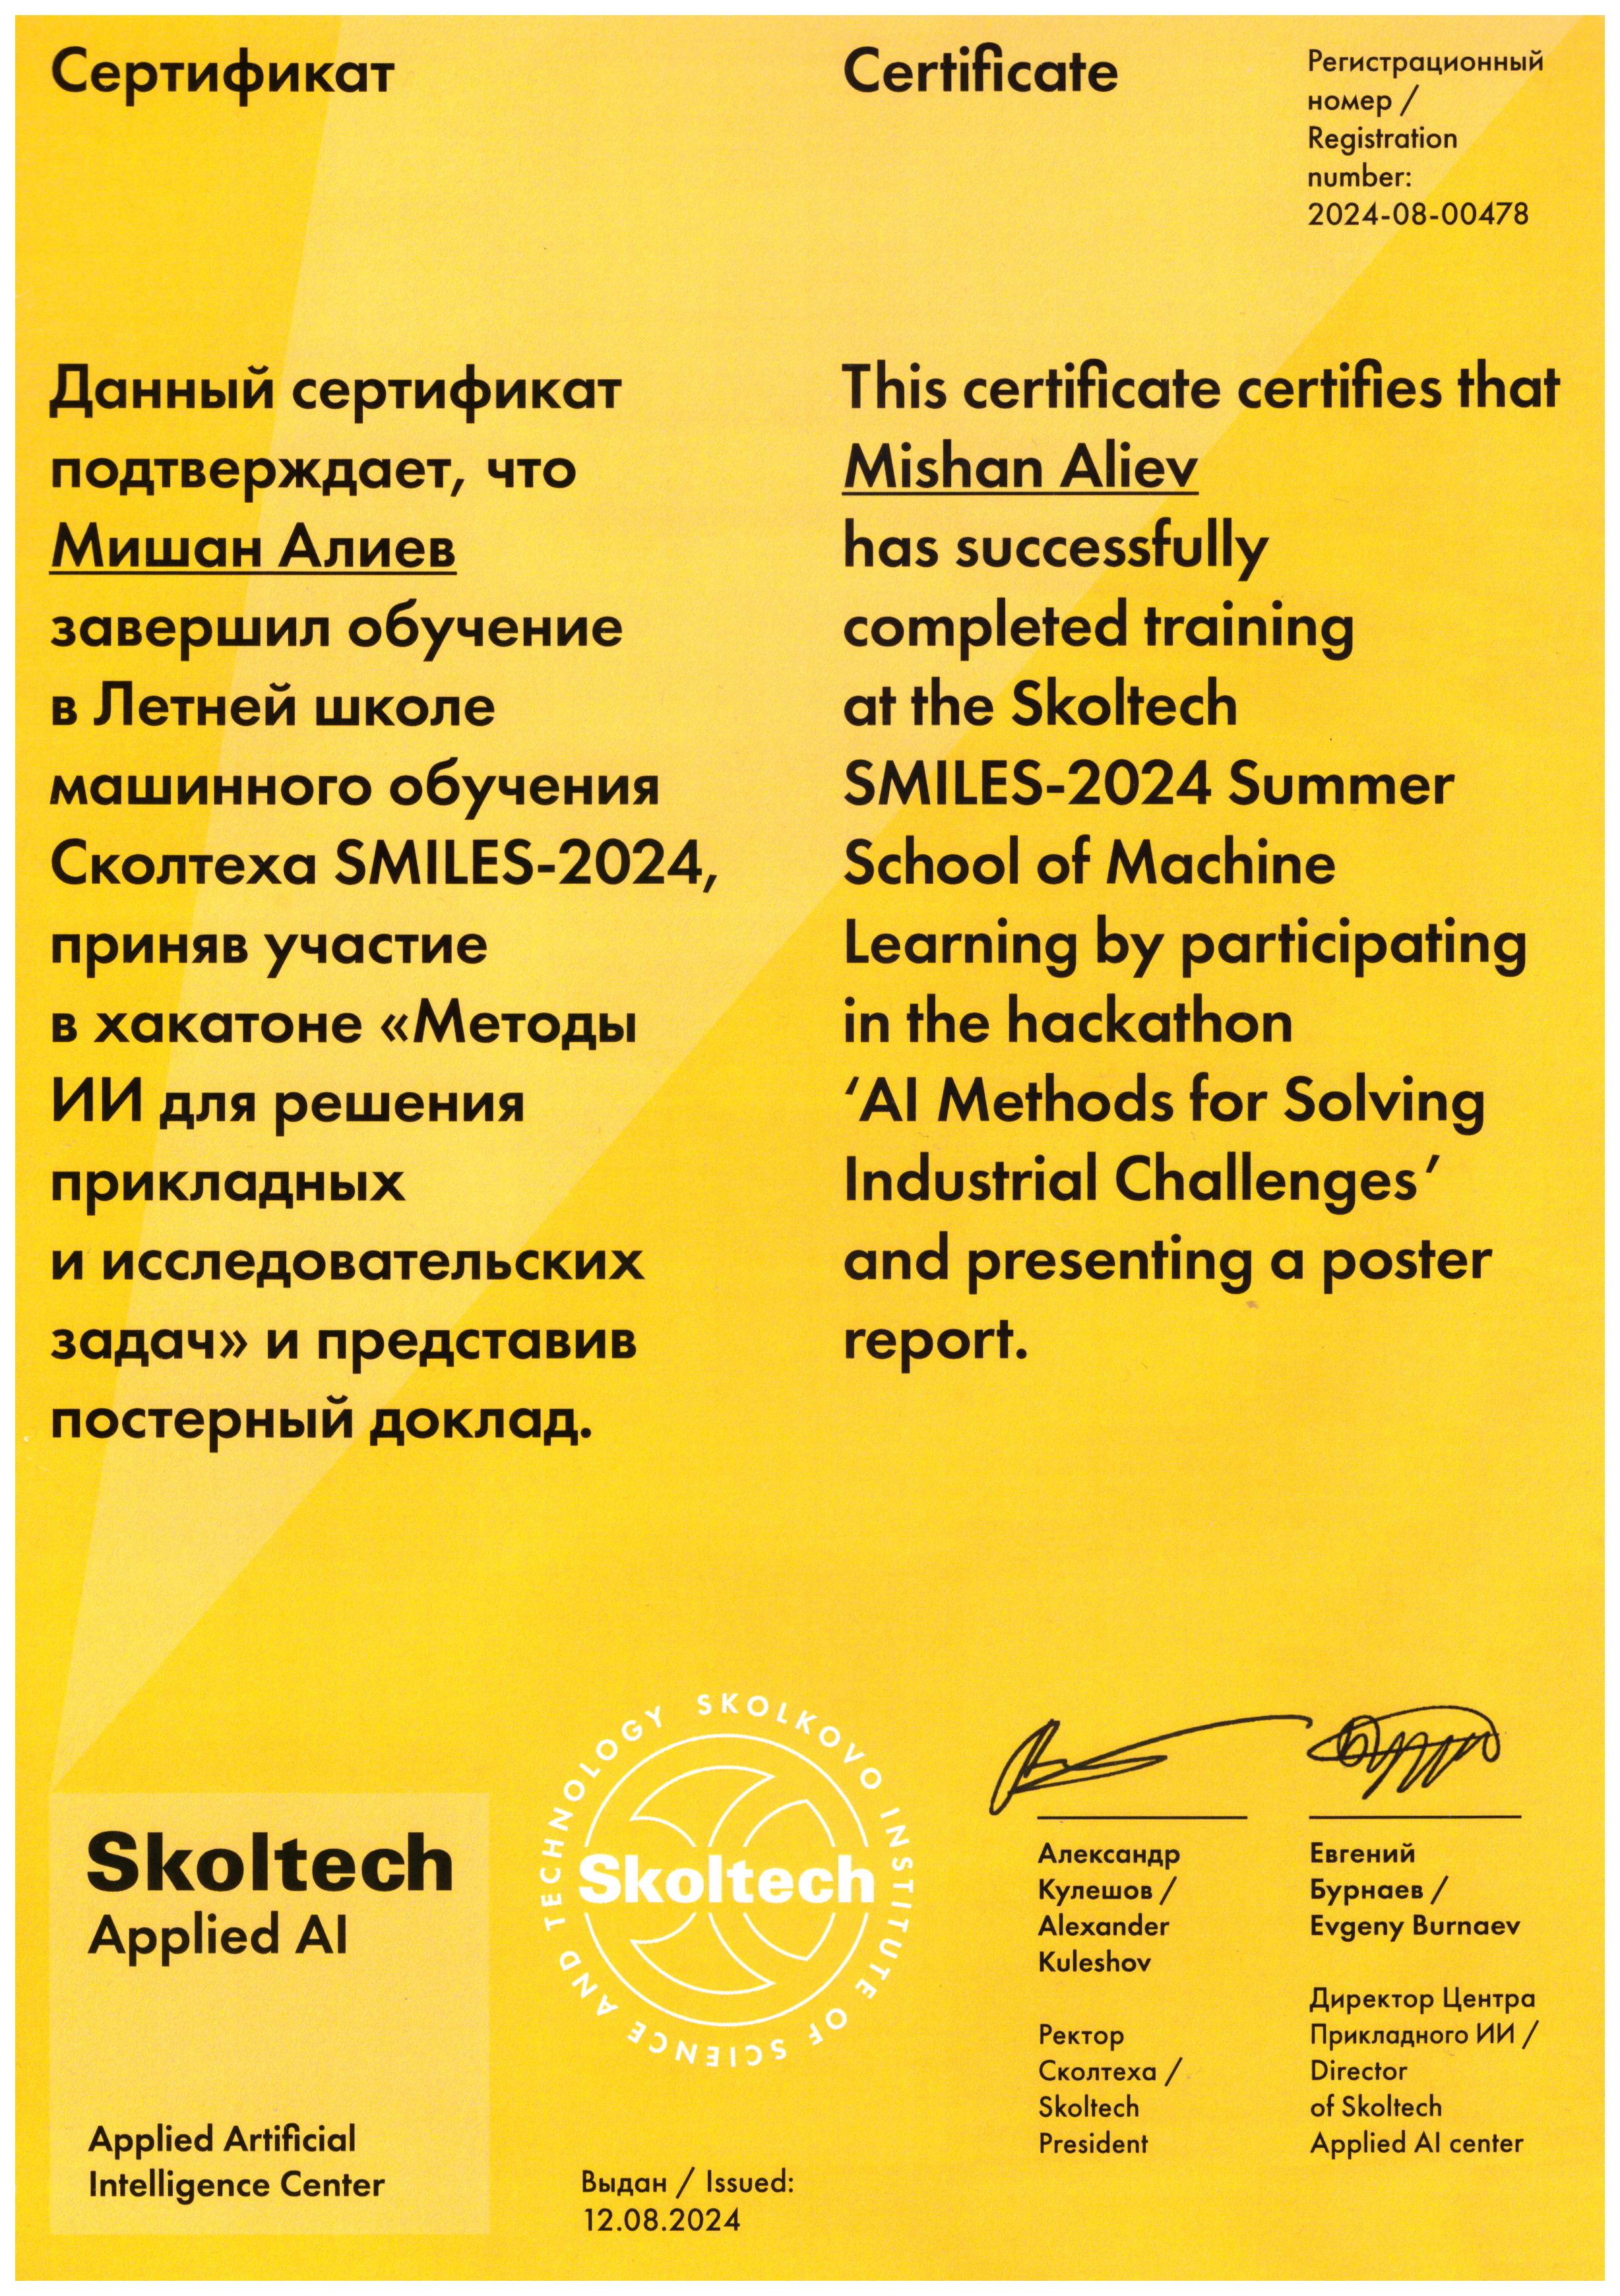 Сертификат
Certificate
Регистрационный
номер /
Registration
number:
2024-08-00478
Данный сертификат
подтверждает, что
Мишан Алиев
завершил обучение
в Летней школе
машинного обучения
Сколтеха SMILES-2024,
приняв участие
в хакатоне «Методы
ИИ для решения
прикладных
и исследовательских
задач» и представив
постерный доклад.
This certificate certifies that
Mishan Aliev
has successfully
completed training
at the Skoltech
SMILES-2024 Summer
School of Machine
Learning by participating
in the hackathon
‘AI Methods for Solving
Industrial Challenges’
and presenting a poster
report.
Skoltech
Applied AI
Applied Artificial
Intelligence Center
SKOLKOVO INSTITUTE OF SCIENCE AND TECHNOLOGY
Skoltech
Выдан / Issued:
12.08.2024
Александр
Кулешов /
Alexander
Kuleshov
Ректор
Сколтеха /
Skoltech
President
Евгений
Бурнаев /
Evgeny Burnaev
Директор Центра
Прикладного ИИ /
Director
of Skoltech
Applied AI center